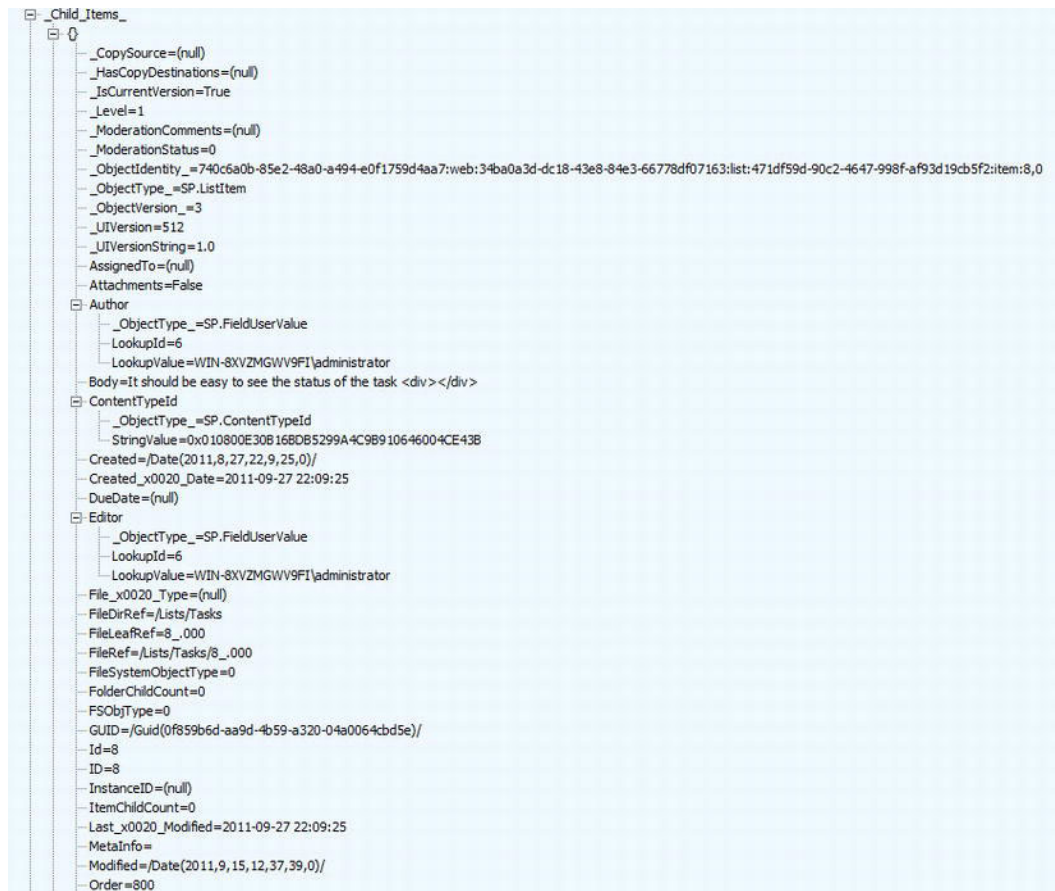 _Child_Items_
{}
_CopySource=(null)
_HasCopyDestinations=(null)
_IsCurrentVersion=True
_Level=1
_ModerationComments=(null)
_ModerationStatus=0
_ObjectIdentity_=740c6a0b-85e2-48a0-a494-e0f1759d4aa7:web:34ba0a3d-dc18-43e8-84e3-66778df07163:list:471df59d-90c2-4647-998f-af93d19cb5f2:item:8,0
_ObjectType_=SP.ListItem
_ObjectVersion_=3
_UIVersion=512
_UIVersionString=1.0
AssignedTo=(null)
Attachments=False
Author
_ObjectType_=SP.FieldUserValue
LookupId=6
LookupValue=WIN-8XVZMGWV9FI\administrator
Body=It should be easy to see the status of the task <div></div>
ContentTypeId
_ObjectType_=SP.ContentTypeId
StringValue=0x010800E30B16BDB5299A4C9B910646004CE43B
Created=/Date(2011,8,27,22,9,25,0)/
Created_x0020_Date=2011-09-27 22:09:25
DueDate=(null)
Editor
_ObjectType_=SP.FieldUserValue
LookupId=6
LookupValue=WIN-8XVZMGWV9FI\administrator
File_x0020_Type=(null)
FileDirRef=/Lists/Tasks
FileLeafRef=8_.000
FileRef=/Lists/Tasks/8_.000
FileSystemObjectType=0
FolderChildCount=0
FSObjType=0
GUID=/Guid(0f859b6d-aa9d-4b59-a320-04a0064cbd5e)/
Id=8
ID=8
InstanceID=(null)
ItemChildCount=0
Last_x0020_Modified=2011-09-27 22:09:25
MetaInfo=
Modified=/Date(2011,9,15,12,37,39,0)/
Order=800